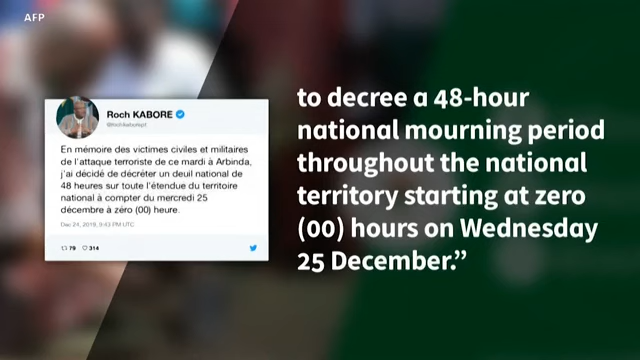 AFP
Roch KABORE
@rochkaborepf
En mémoire des victimes civiles et militaires
de l'attaque terroriste de ce mardi à Arbinda,
j'ai décidé de décréter un deuil national de
48 heures sur toute l'étendue du territoire
national à compter du mercredi 25
décembre à zéro (00) heure.
Dec 24, 2019, 9:43 PM UTC
79 314
to decree a 48-hour
national mourning period
throughout the national
territory starting at zero
(00) hours on Wednesday
25 December.”